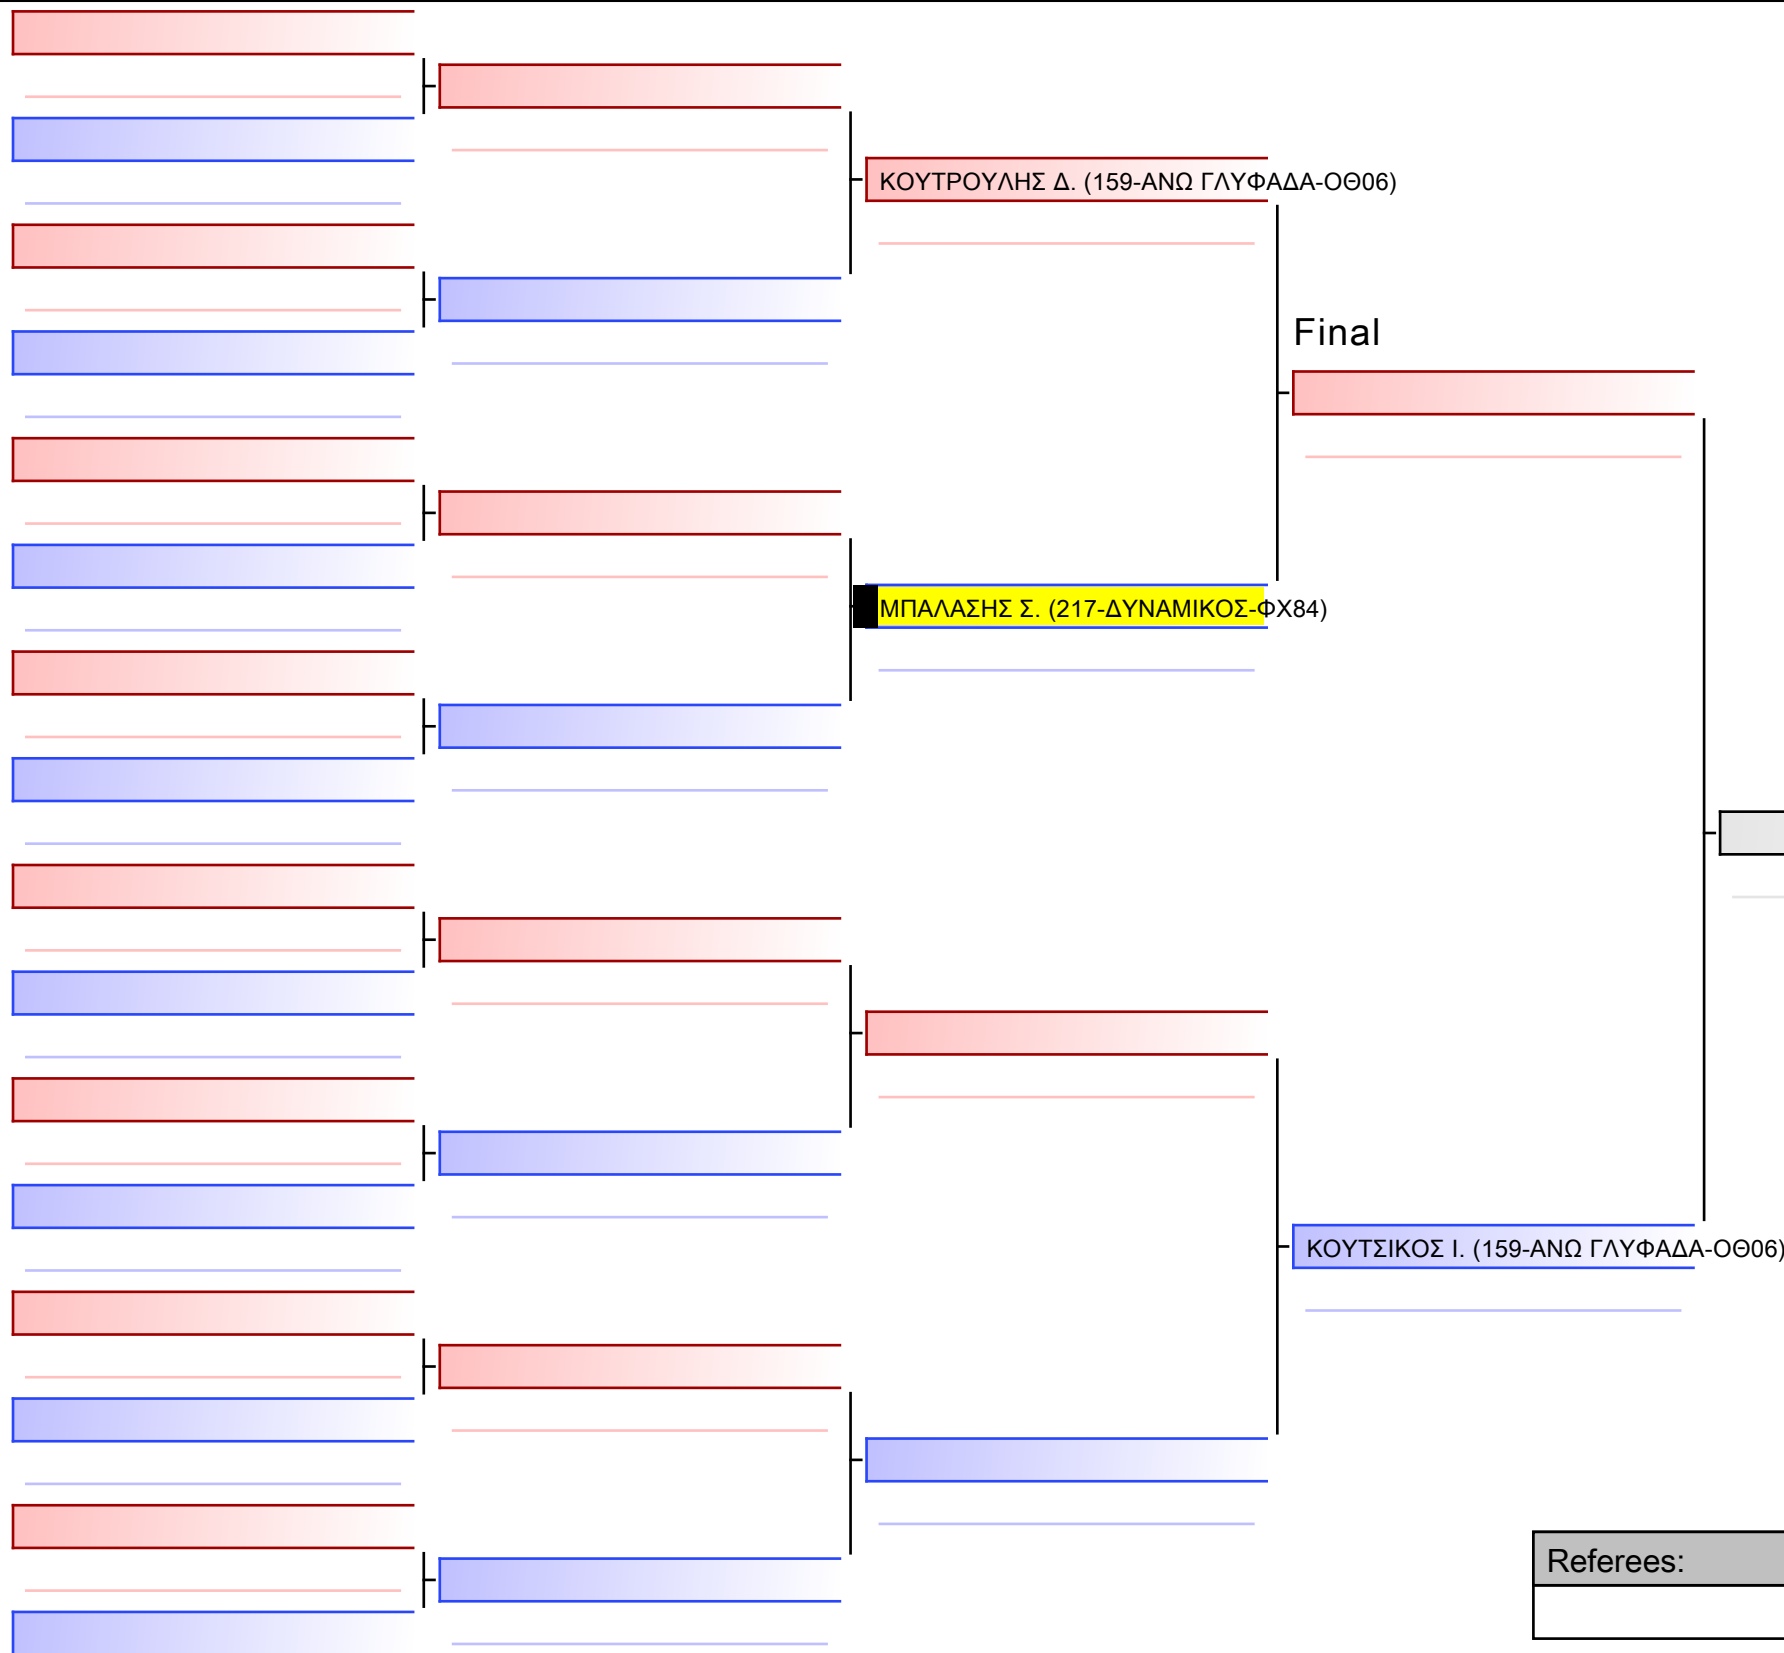 ΚΟΥΤΡΟΥΛΗΣ Δ. (159-ΑΝΩ ΓΛΥΦΑΔΑ-ΟΘ06)
Final
ΜΠΑΛΑΣΗΣ Σ. (217-ΔΥΝΑΜΙΚΟΣ-ΦΧ84)
ΚΟΥΤΣΙΚΟΣ Ι. (159-ΑΝΩ ΓΛΥΦΑΔΑ-ΟΘ06)
Referees: